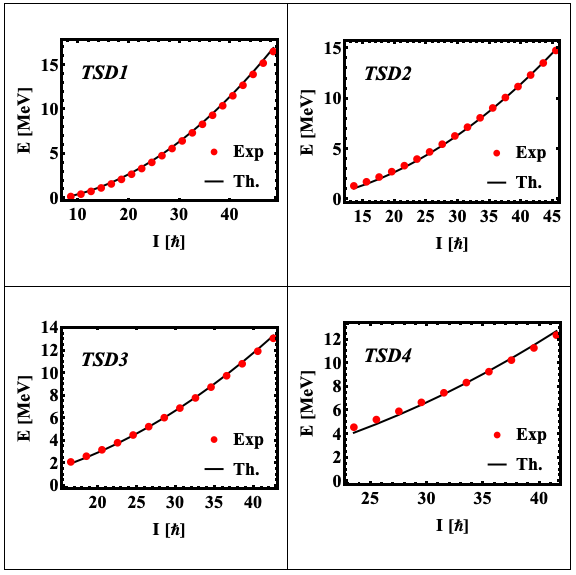 TSD1
E [MeV]
15
10
5
0
Exp
Th.
10 20 30 40
I [ℏ]
TSD2
E [MeV]
15
10
5
0
Exp
Th.
15 20 25 30 35 40 45
I [ℏ]
TSD3
E [MeV]
14
12
10
8
6
4
2
0
Exp
Th.
20 25 30 35 40
I [ℏ]
TSD4
E [MeV]
12
10
8
6
4
2
0
Exp
Th.
25 30 35 40
I [ℏ]